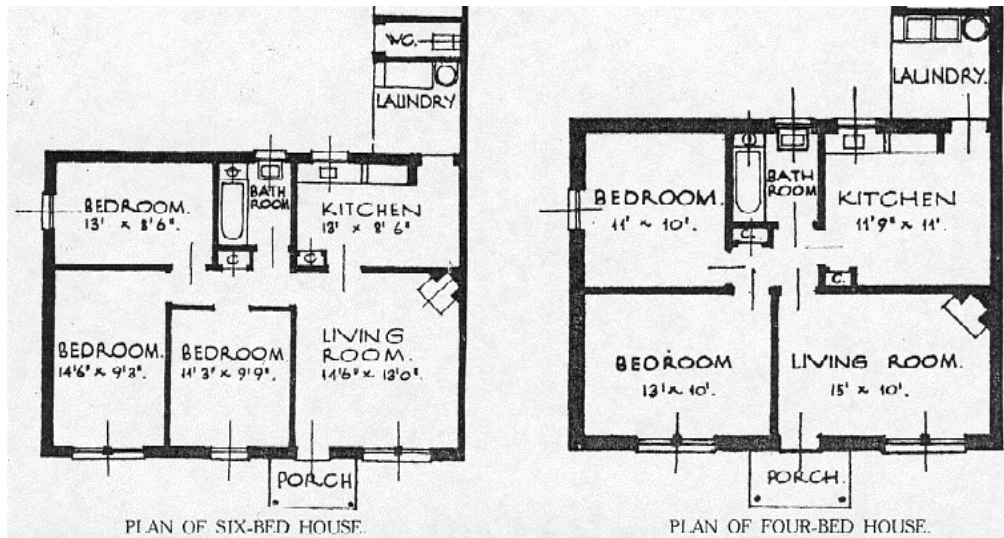 W.C.
LAUNDRY
BEDROOM.
13' x 8'6".
BATH
ROOM
KITCHEN
13' x 8' 6"
C
C
BEDROOM.
14'6" x 9'3".
BEDROOM
11'3" x 9'9".
LIVING
ROOM.
14'6" x 13'0".
PORCH
PLAN OF SIX-BED HOUSE.
LAUNDRY.
BEDROOM.
11' x 10'.
BATH
ROOM
KITCHEN
11'9" x 11'.
C.
C.
BEDROOM
13' x 10'.
LIVING ROOM.
15' x 10'.
PORCH.
PLAN OF FOUR-BED HOUSE.